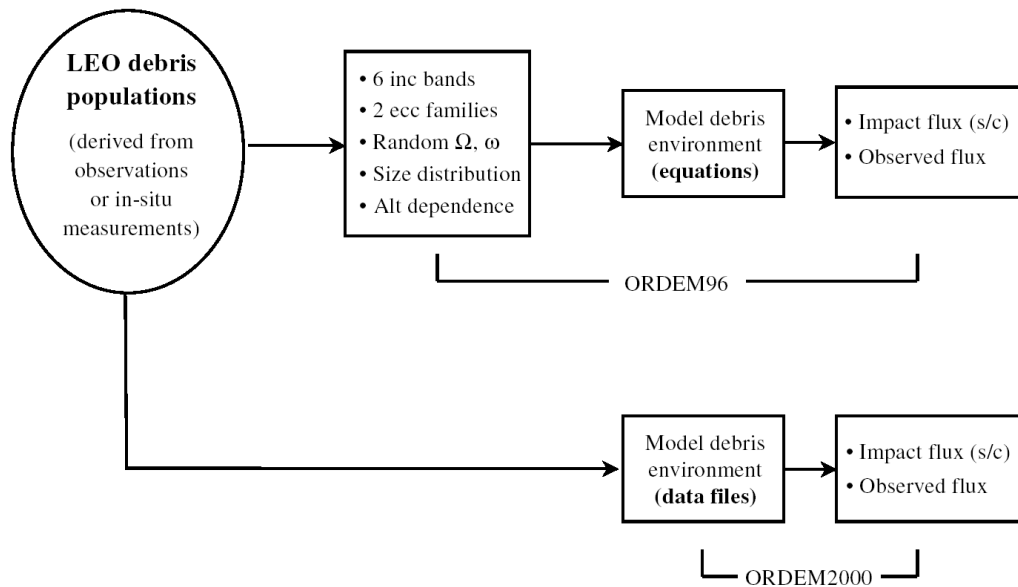 LEO debris
populations
(derived from
observations
or in-situ
measurements)
• 6 inc bands
• 2 ecc families
• Random Ω, ω
• Size distribution
• Alt dependence
Model debris
environment
(equations)
• Impact flux (s/c)
• Observed flux
ORDEM96
Model debris
environment
(data files)
• Impact flux (s/c)
• Observed flux
ORDEM2000